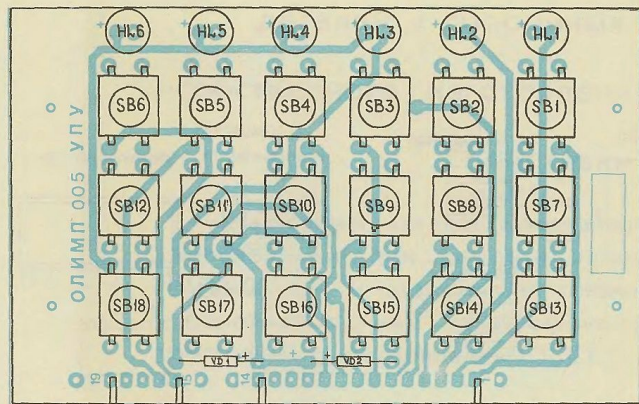 HL6 HL5 HL4 HL3 HL2 HL1
SB6 SB5 SB4 SB3 SB2 SB1
SB12 SB11 SB10 SB9 SB8 SB7
SB18 SB17 SB16 SB15 SB14 SB13
ОЛИМП 005 УПУ
VD1 VD2
19 15 14 1